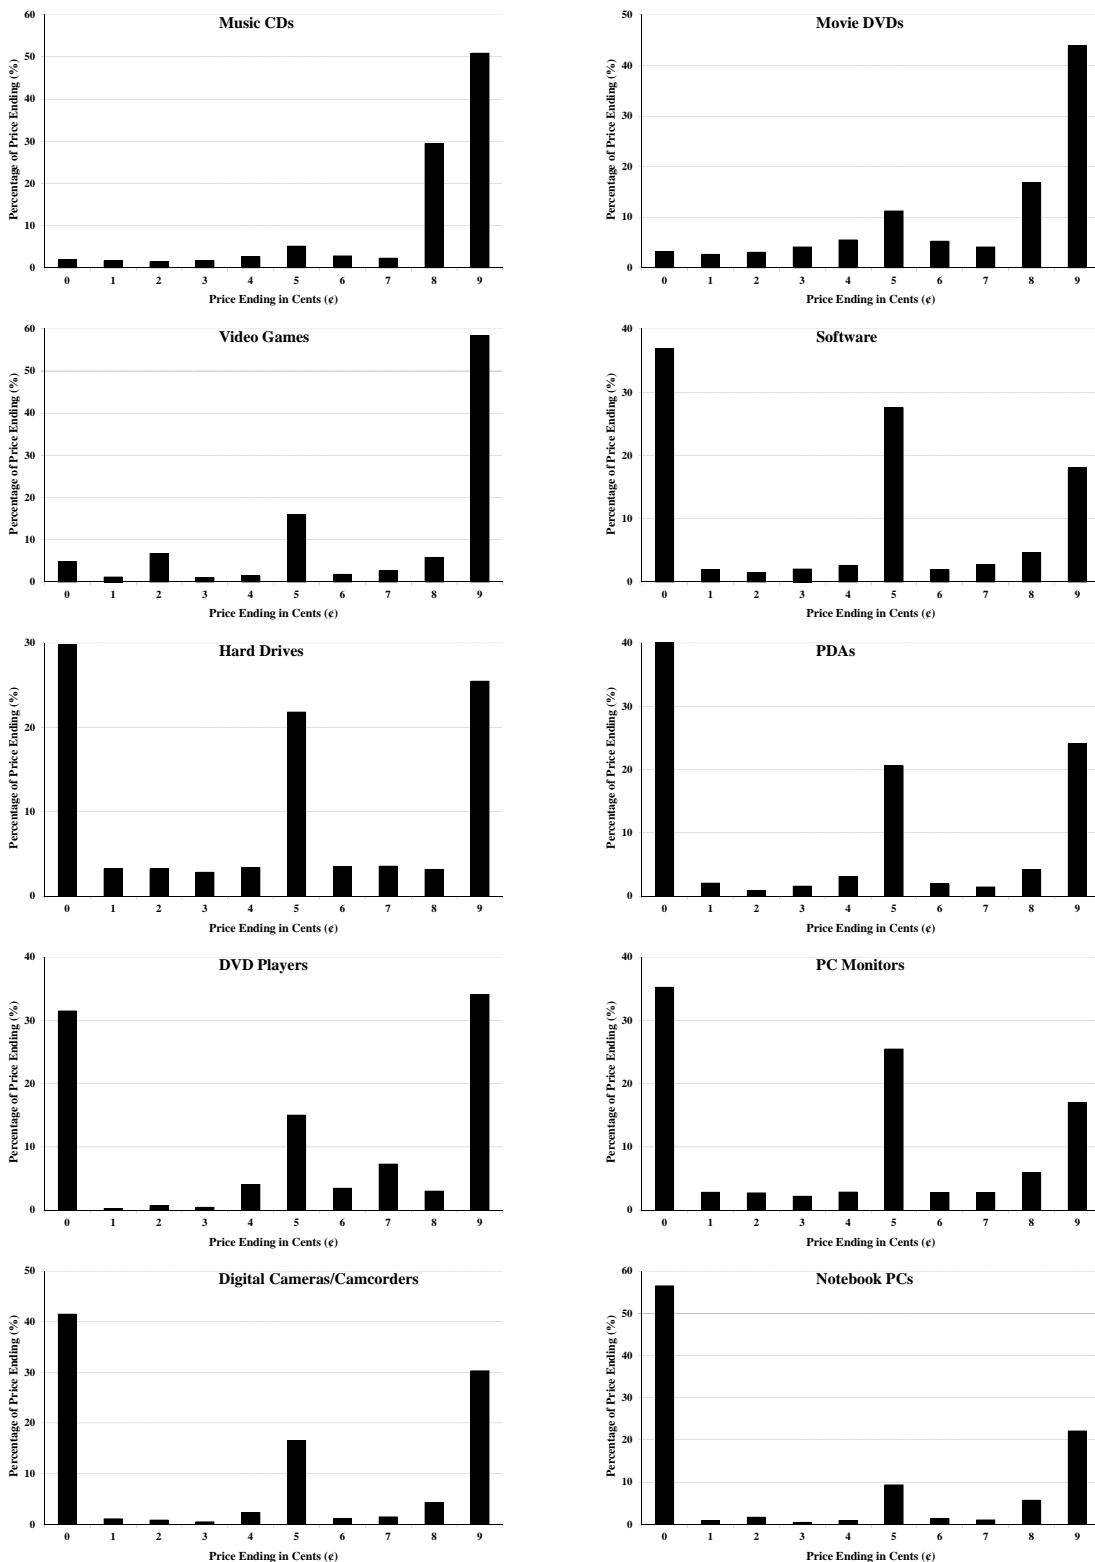 Music CDs
Percentage of Price Ending (%)
60
50
40
30
20
10
0
0 1 2 3 4 5 6 7 8 9
Price Ending in Cents (¢)
Movie DVDs
Percentage of Price Ending (%)
50
40
30
20
10
0
0 1 2 3 4 5 6 7 8 9
Price Ending in Cents (¢)
Video Games
Percentage of Price Ending (%)
60
50
40
30
20
10
0
0 1 2 3 4 5 6 7 8 9
Price Ending in Cents (¢)
Software
Percentage of Price Ending (%)
40
30
20
10
0
0 1 2 3 4 5 6 7 8 9
Price Ending in Cents (¢)
Hard Drives
Percentage of Price Ending (%)
30
20
10
0
0 1 2 3 4 5 6 7 8 9
Price Ending in Cents (¢)
PDAs
Percentage of Price Ending (%)
40
30
20
10
0
0 1 2 3 4 5 6 7 8 9
Price Ending in Cents (¢)
DVD Players
Percentage of Price Ending (%)
40
30
20
10
0
0 1 2 3 4 5 6 7 8 9
Price Ending in Cents (¢)
PC Monitors
Percentage of Price Ending (%)
40
30
20
10
0
0 1 2 3 4 5 6 7 8 9
Price Ending in Cents (¢)
Digital Cameras/Camcorders
Percentage of Price Ending (%)
50
40
30
20
10
0
0 1 2 3 4 5 6 7 8 9
Price Ending in Cents (¢)
Notebook PCs
Percentage of Price Ending (%)
60
50
40
30
20
10
0
0 1 2 3 4 5 6 7 8 9
Price Ending in Cents (¢)